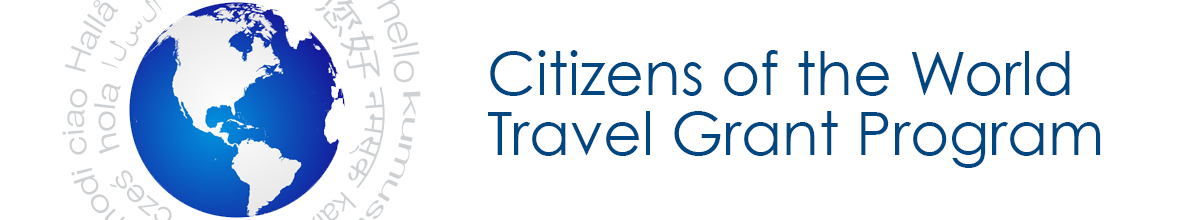 Citizens of the World
Travel Grant Program
Hallå
ciao
hola
您好
hello